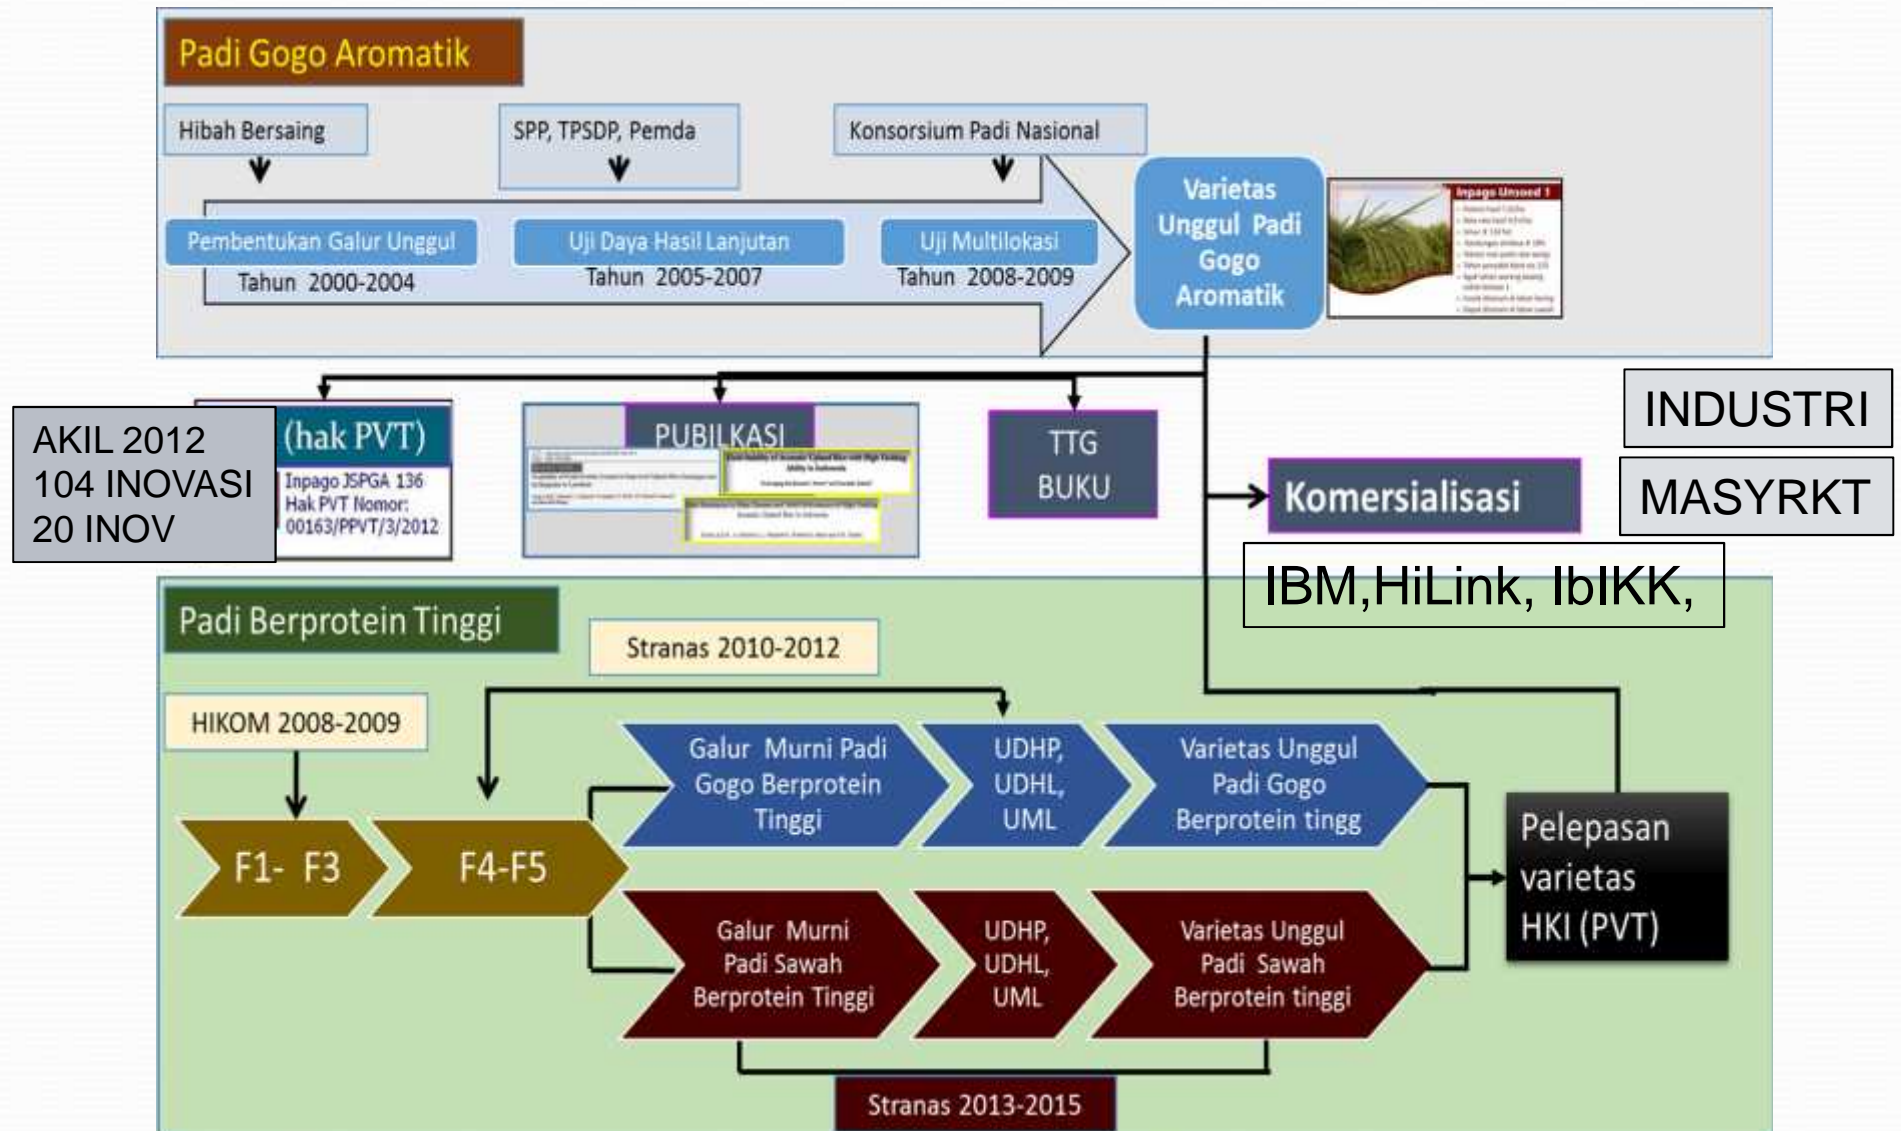 Padi Gogo Aromatik
Hibah Bersaing
SPP, TPSDP, Pemda
Konsorsium Padi Nasional
Pembentukan Galur Unggul
Tahun 2000-2004
Uji Daya Hasil Lanjutan
Tahun 2005-2007
Uji Multilokasi
Tahun 2008-2009
Varietas
Unggul Padi
Gogo
Aromatik
Inpago Unsoed 1
AKIL 2012
104 INOVASI
20 INOV
(hak PVT)
Inpago JSPGA 136
Hak PVT Nomor:
00163/PPVT/3/2012
PUBILKASI
TTG
BUKU
Komersialisasi
INDUSTRI
MASYRKT
IBM,HiLink, IbIKK,
Padi Berprotein Tinggi
Stranas 2010-2012
HIKOM 2008-2009
F1- F3
F4-F5
Galur Murni Padi
Gogo Berprotein
Tinggi
UDHP,
UDHL,
UML
Varietas Unggul
Padi Gogo
Berprotein tingg
Galur Murni
Padi Sawah
Berprotein Tinggi
UDHP,
UDHL,
UML
Varietas Unggul
Padi Sawah
Berprotein tinggi
Pelepasan
varietas
HKI (PVT)
Stranas 2013-2015